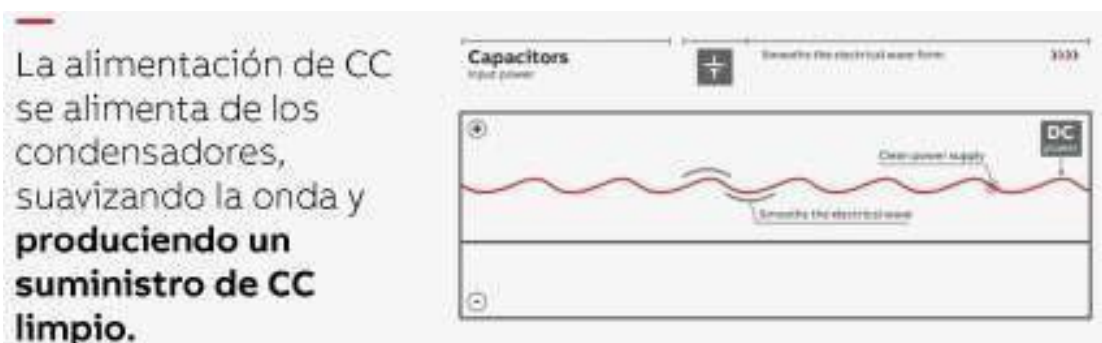 La alimentación de CC
se alimenta de los
condensadores,
suavizando la onda y
produciendo un
suministro de CC
limpio.
Capacitors
Input power
Smooths the electrical wave form
DC
power
Clean power supply
Smooths the electrical wave